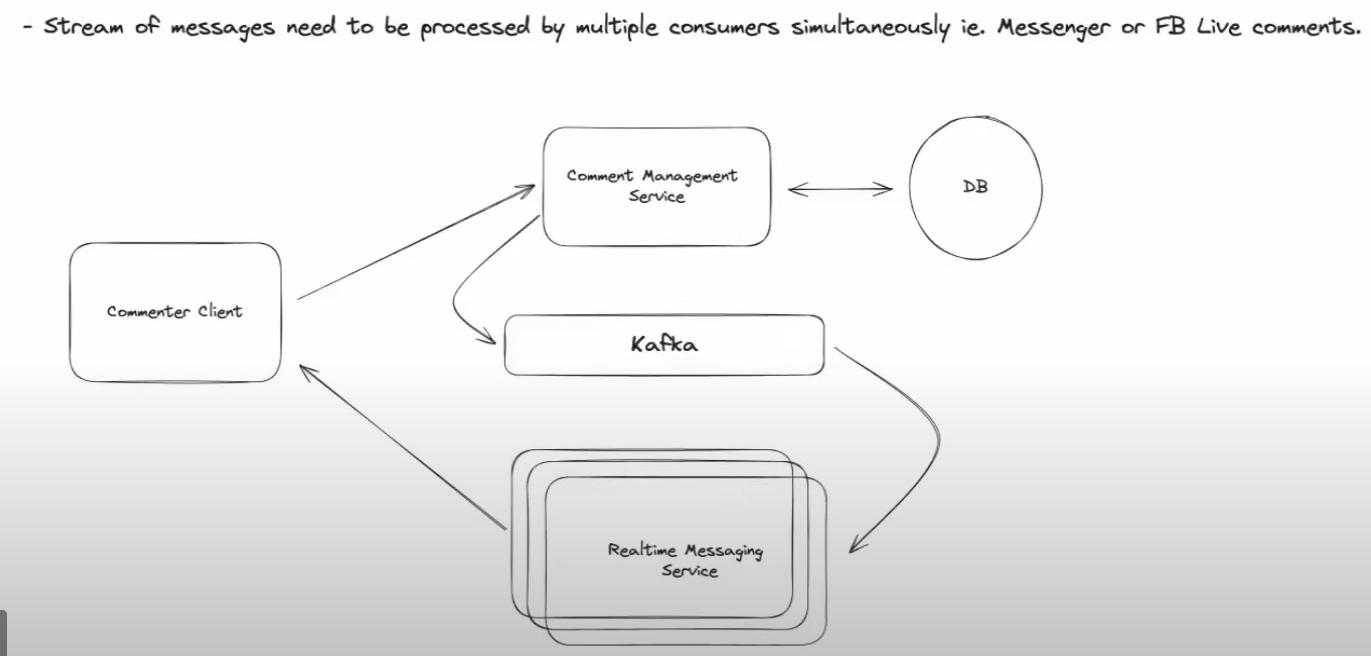 - Stream of messages need to be processed by multiple consumers simultaneously ie. Messenger or FB Live comments.
Comment Management
Service
DB
Commenter Client
Kafka
Realtime Messaging
Service